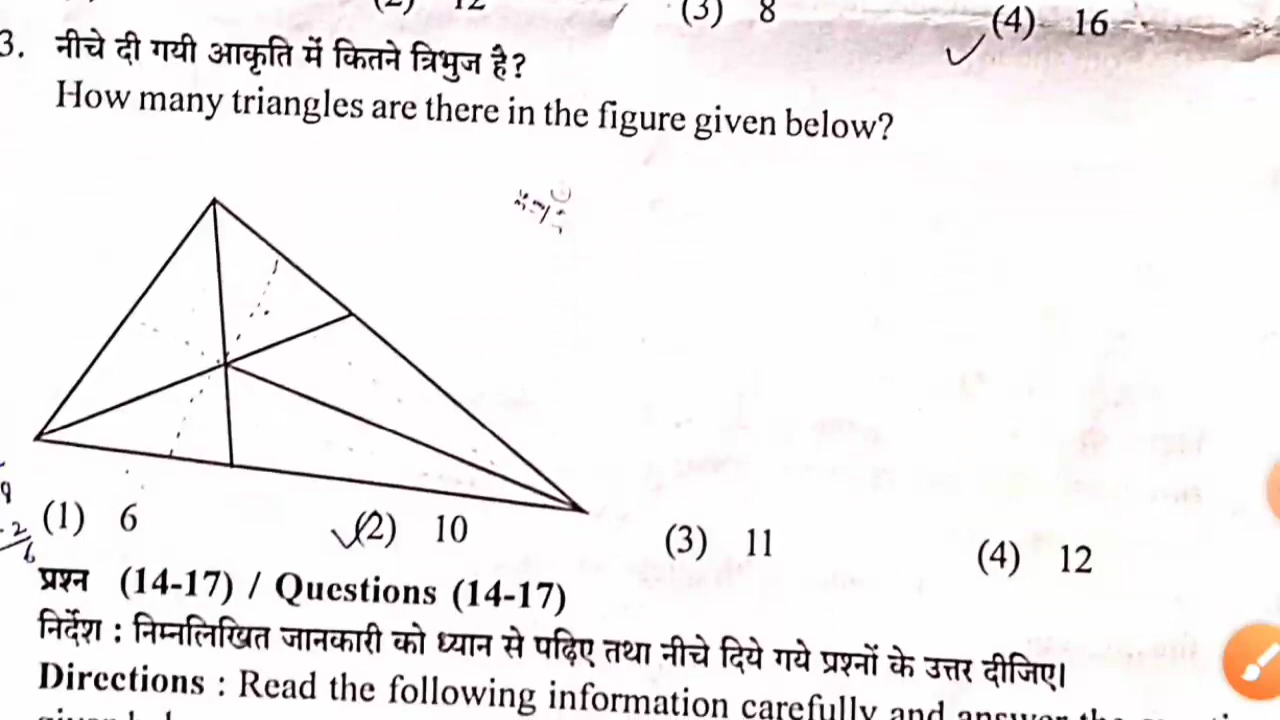 (2) 12 (3) 8 (4) 16
3. नीचे दी गयी आकृति में कितने त्रिभुज है?
How many triangles are there in the figure given below?
(1) 6 (2) 10 (3) 11 (4) 12
प्रश्न (14-17) / Questions (14-17)
निर्देश : निम्नलिखित जानकारी को ध्यान से पढ़िए तथा नीचे दिये गये प्रश्नों के उत्तर दीजिए।
Directions : Read the following information carefully and answer the